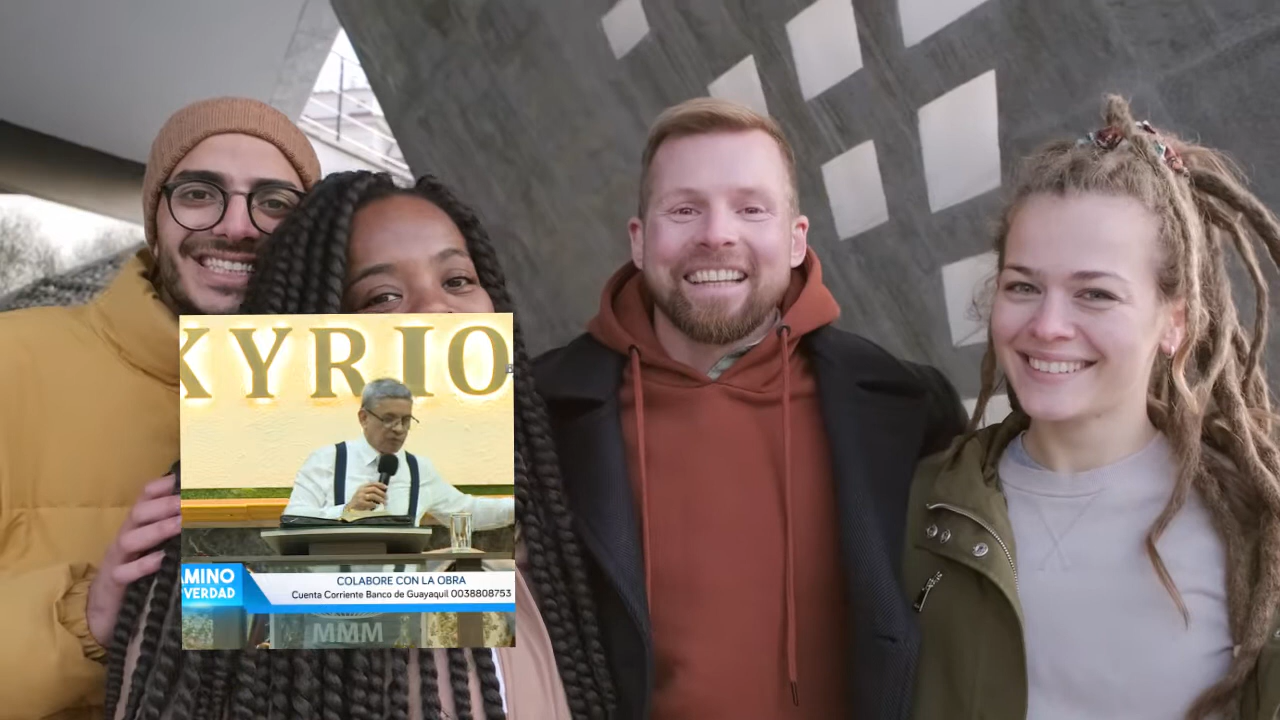 KYRIO
AMINO
VERDAD
COLABORE CON LA OBRA
Cuenta Corriente Banco de Guayaquil 0038808753
MMM